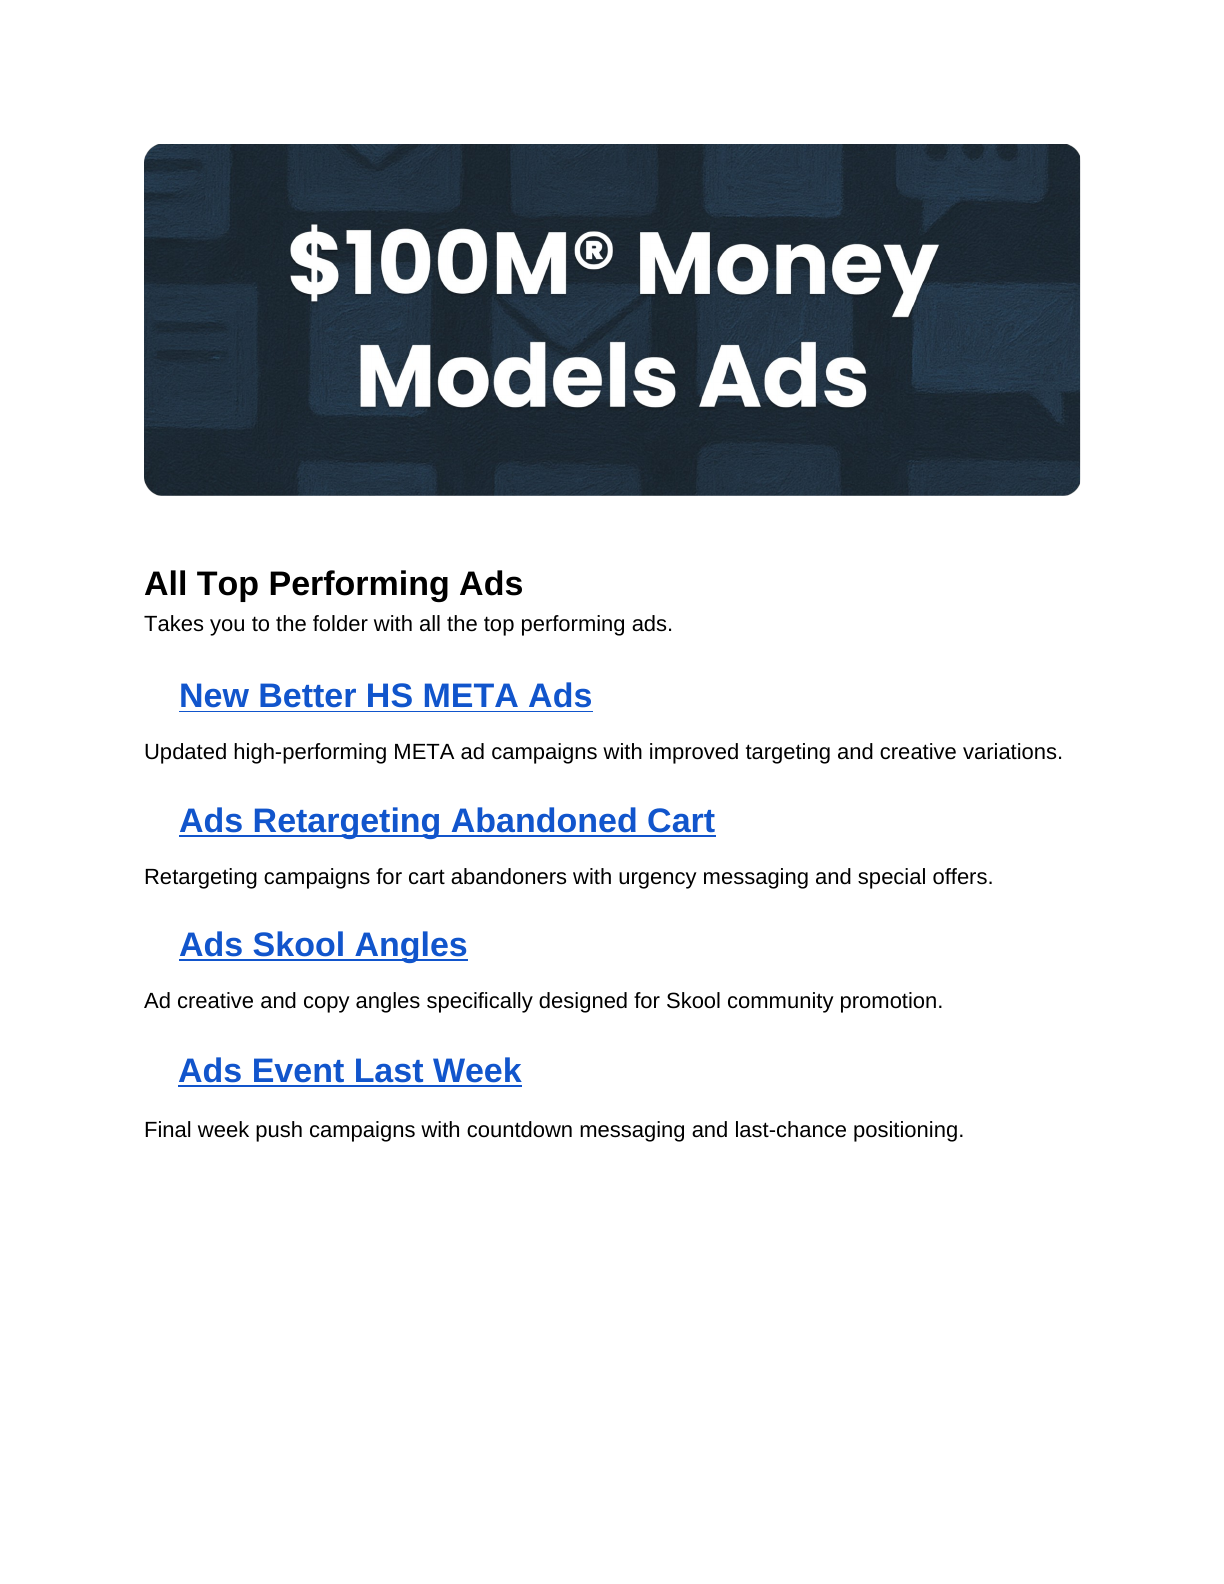 $100M® Money
Models Ads
All Top Performing Ads
Takes you to the folder with all the top performing ads.
New Better HS META Ads
Updated high-performing META ad campaigns with improved targeting and creative variations.
Ads Retargeting Abandoned Cart
Retargeting campaigns for cart abandoners with urgency messaging and special offers.
Ads Skool Angles
Ad creative and copy angles specifically designed for Skool community promotion.
Ads Event Last Week
Final week push campaigns with countdown messaging and last-chance positioning.